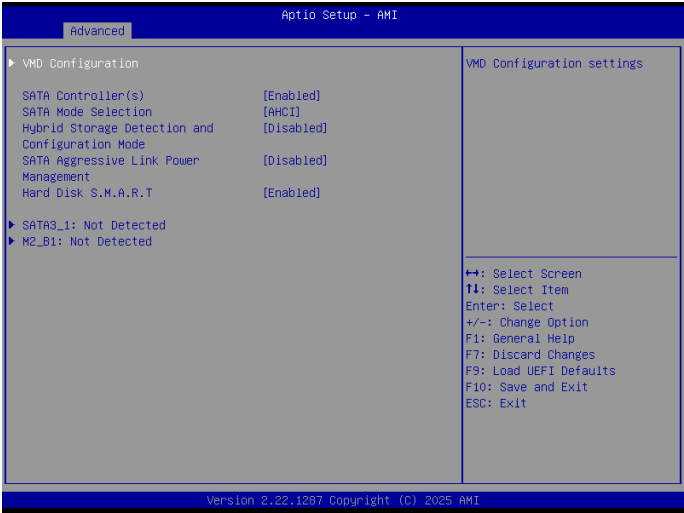 Aptio Setup – AMI
Advanced
VMD Configuration
SATA Controller(s) [Enabled]
SATA Mode Selection [AHCI]
Hybrid Storage Detection and [Disabled]
Configuration Mode
SATA Aggressive Link Power [Disabled]
Management
Hard Disk S.M.A.R.T [Enabled]
SATA3_1: Not Detected
M2_B1: Not Detected
VMD Configuration settings
↔: Select Screen
↑↓: Select Item
Enter: Select
+/-: Change Option
F1: General Help
F7: Discard Changes
F9: Load UEFI Defaults
F10: Save and Exit
ESC: Exit
Version 2.22.1287 Copyright (C) 2025 AMI